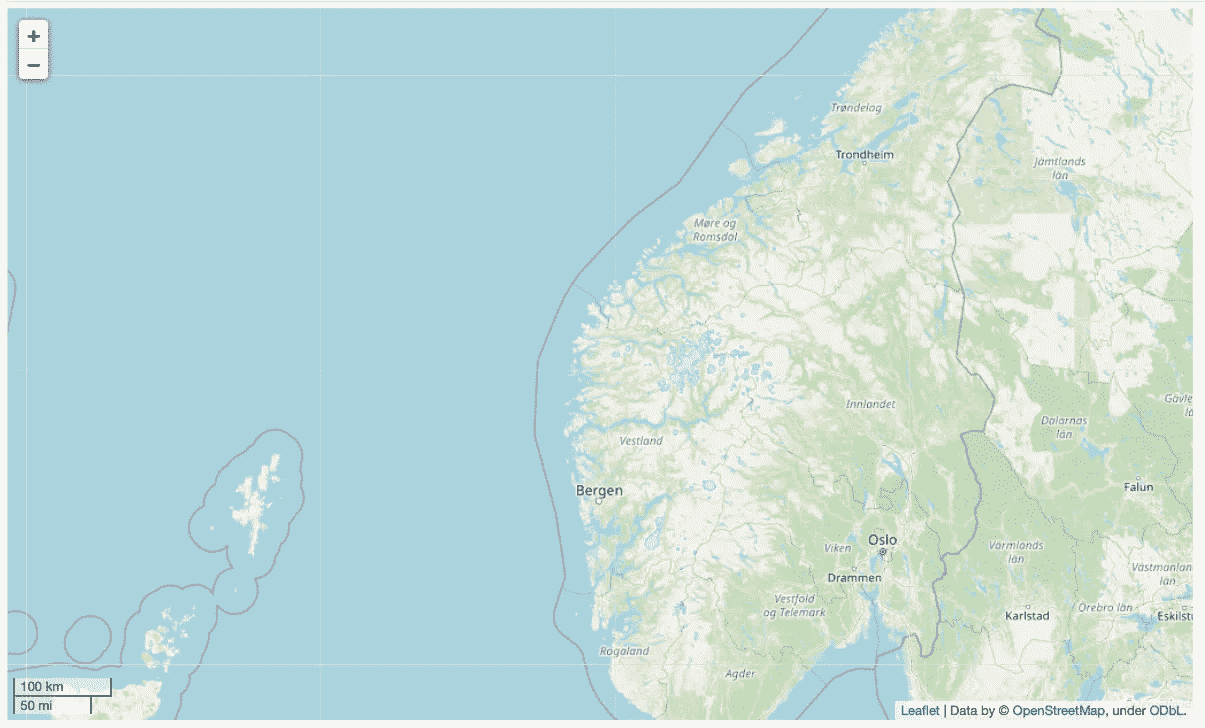 +
−
Trøndelag
Trondheim
Jämtlands
län
Møre og
Romsdal
Innlandet
Gävle
Dalarnas
län
Vestland
Falun
Bergen
Oslo
Viken
Värmlands
län
Drammen
Västmanlan
län
Vestfold
og Telemark
Örebro län
Karlstad
Eskilstu
Rogaland
Agder
100 km
50 mi
Leaflet | Data by © OpenStreetMap, under ODbL.